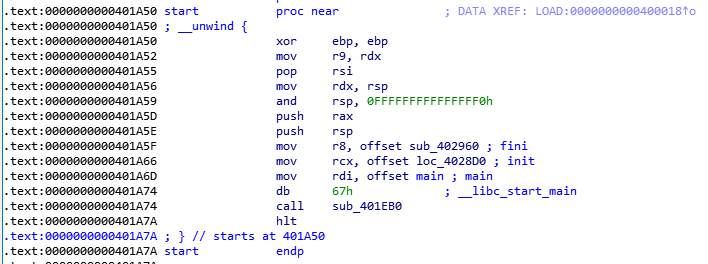 .text:0000000000401A50 start proc near ; DATA XREF: LOAD:0000000000400018↑o
.text:0000000000401A50 ; __unwind {
.text:0000000000401A50 xor ebp, ebp
.text:0000000000401A52 mov r9, rdx
.text:0000000000401A55 pop rsi
.text:0000000000401A56 mov rdx, rsp
.text:0000000000401A59 and rsp, 0FFFFFFFFFFFFFFF0h
.text:0000000000401A5D push rax
.text:0000000000401A5E push rsp
.text:0000000000401A5F mov r8, offset sub_402960 ; fini
.text:0000000000401A66 mov rcx, offset loc_4028D0 ; init
.text:0000000000401A6D mov rdi, offset main ; main
.text:0000000000401A74 db 67h ; __libc_start_main
.text:0000000000401A74 call sub_401EB0
.text:0000000000401A7A hlt
.text:0000000000401A7A ; } // starts at 401A50
.text:0000000000401A7A start endp